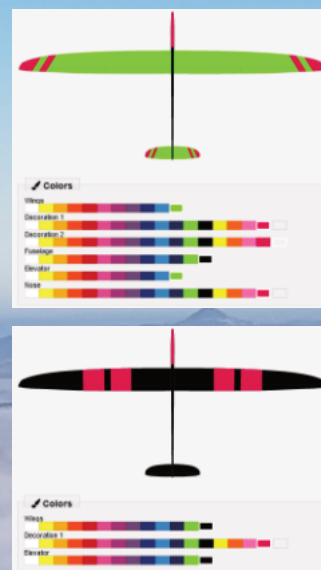 Colors
Wings
Decoration 1
Decoration 2
Fuselage
Elevator
Nose
Colors
Wings
Decoration 1
Elevator